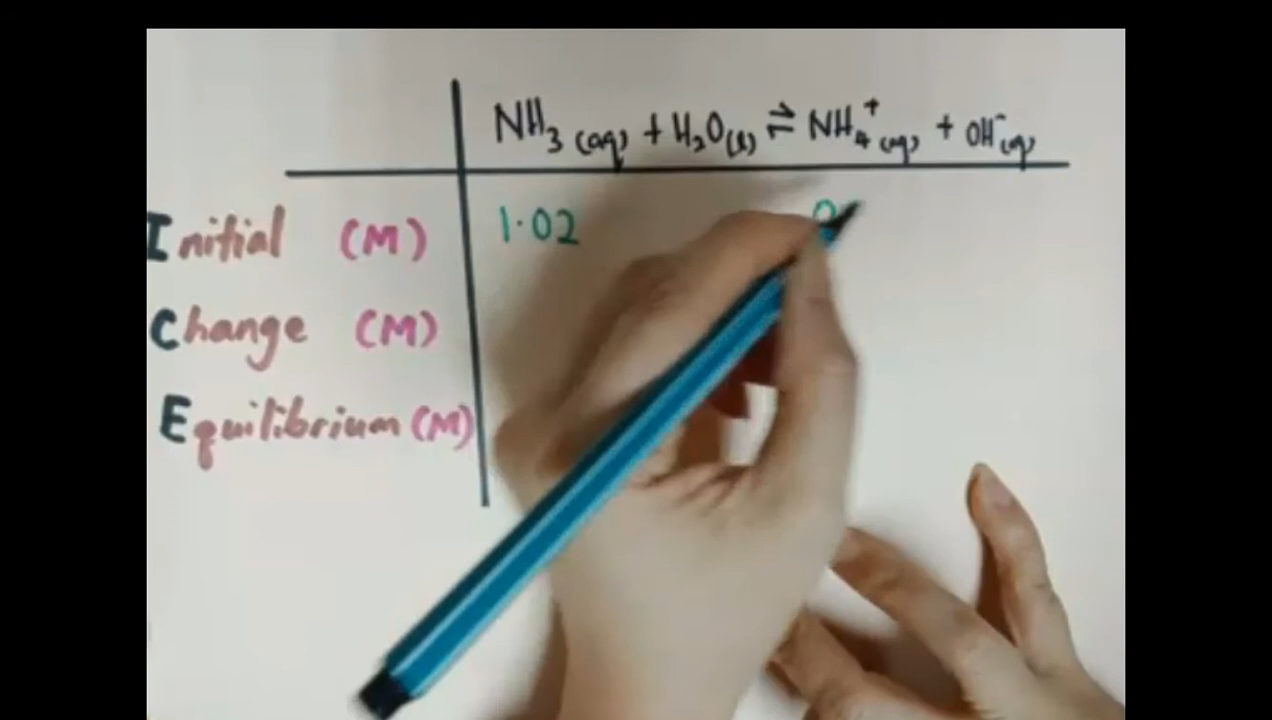 NH₃ (aq) + H₂O(l) ⇌ NH₄⁺ (aq) + OH⁻(aq)
Initial (M) 1.02
Change (M)
Equilibrium (M)